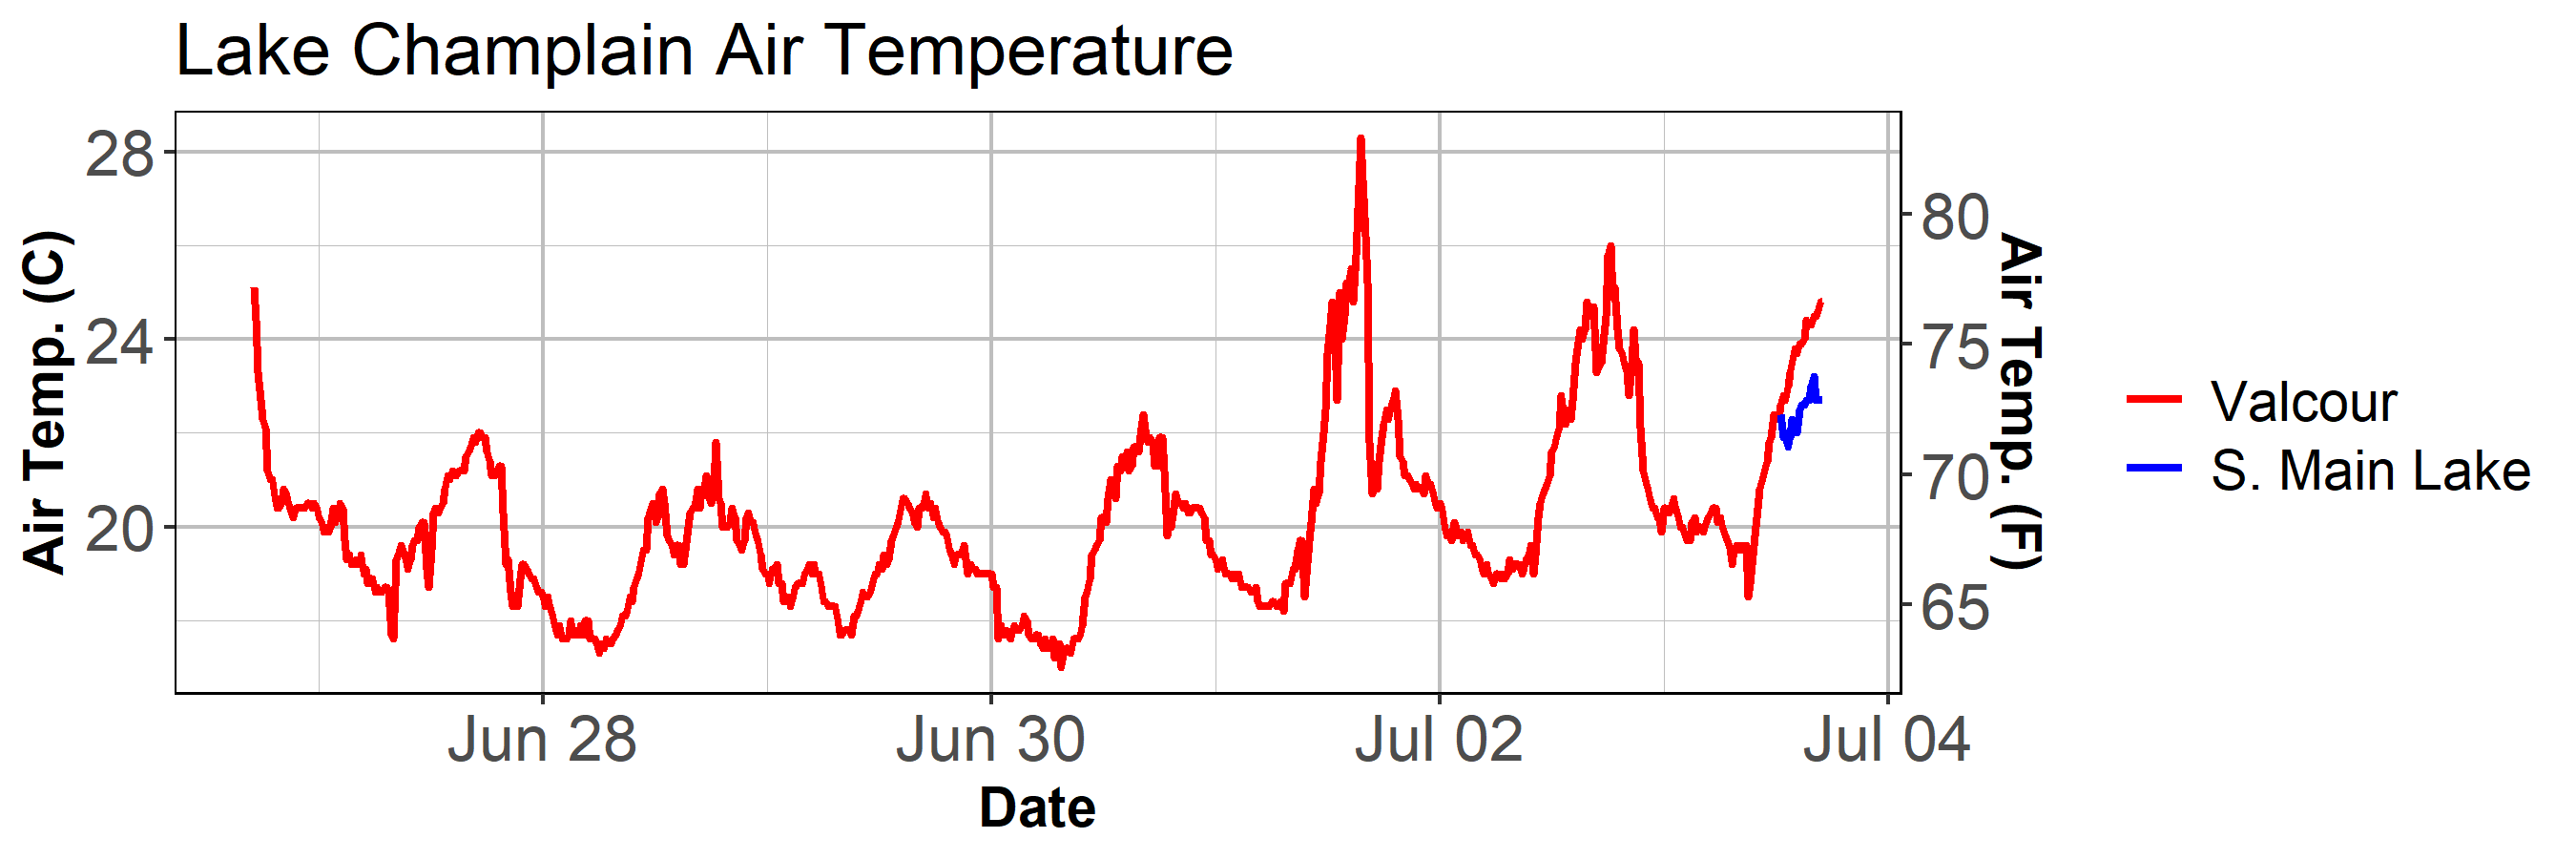 Lake Champlain Air Temperature
28
24
20
Air Temp. (C)
80
75
70
65
Air Temp. (F)
Valcour
S. Main Lake
Jun 28
Jun 30
Jul 02
Jul 04
Date